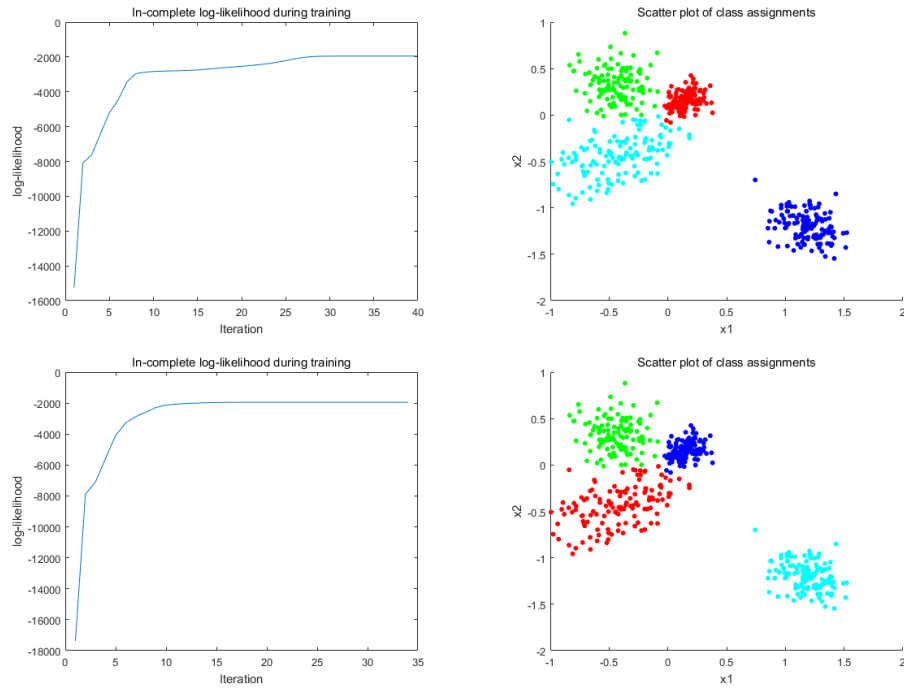 In-complete log-likelihood during training
0
-2000
-4000
-6000
-8000
-10000
-12000
-14000
-16000
log-likelihood
0 5 10 15 20 25 30 35 40
Iteration
Scatter plot of class assignments
1
0.5
0
-0.5
-1
-1.5
-2
x2
-1 -0.5 0 0.5 1 1.5 2
x1
In-complete log-likelihood during training
0
-2000
-4000
-6000
-8000
-10000
-12000
-14000
-16000
-18000
log-likelihood
0 5 10 15 20 25 30 35
Iteration
Scatter plot of class assignments
1
0.5
0
-0.5
-1
-1.5
-2
x2
-1 -0.5 0 0.5 1 1.5 2
x1